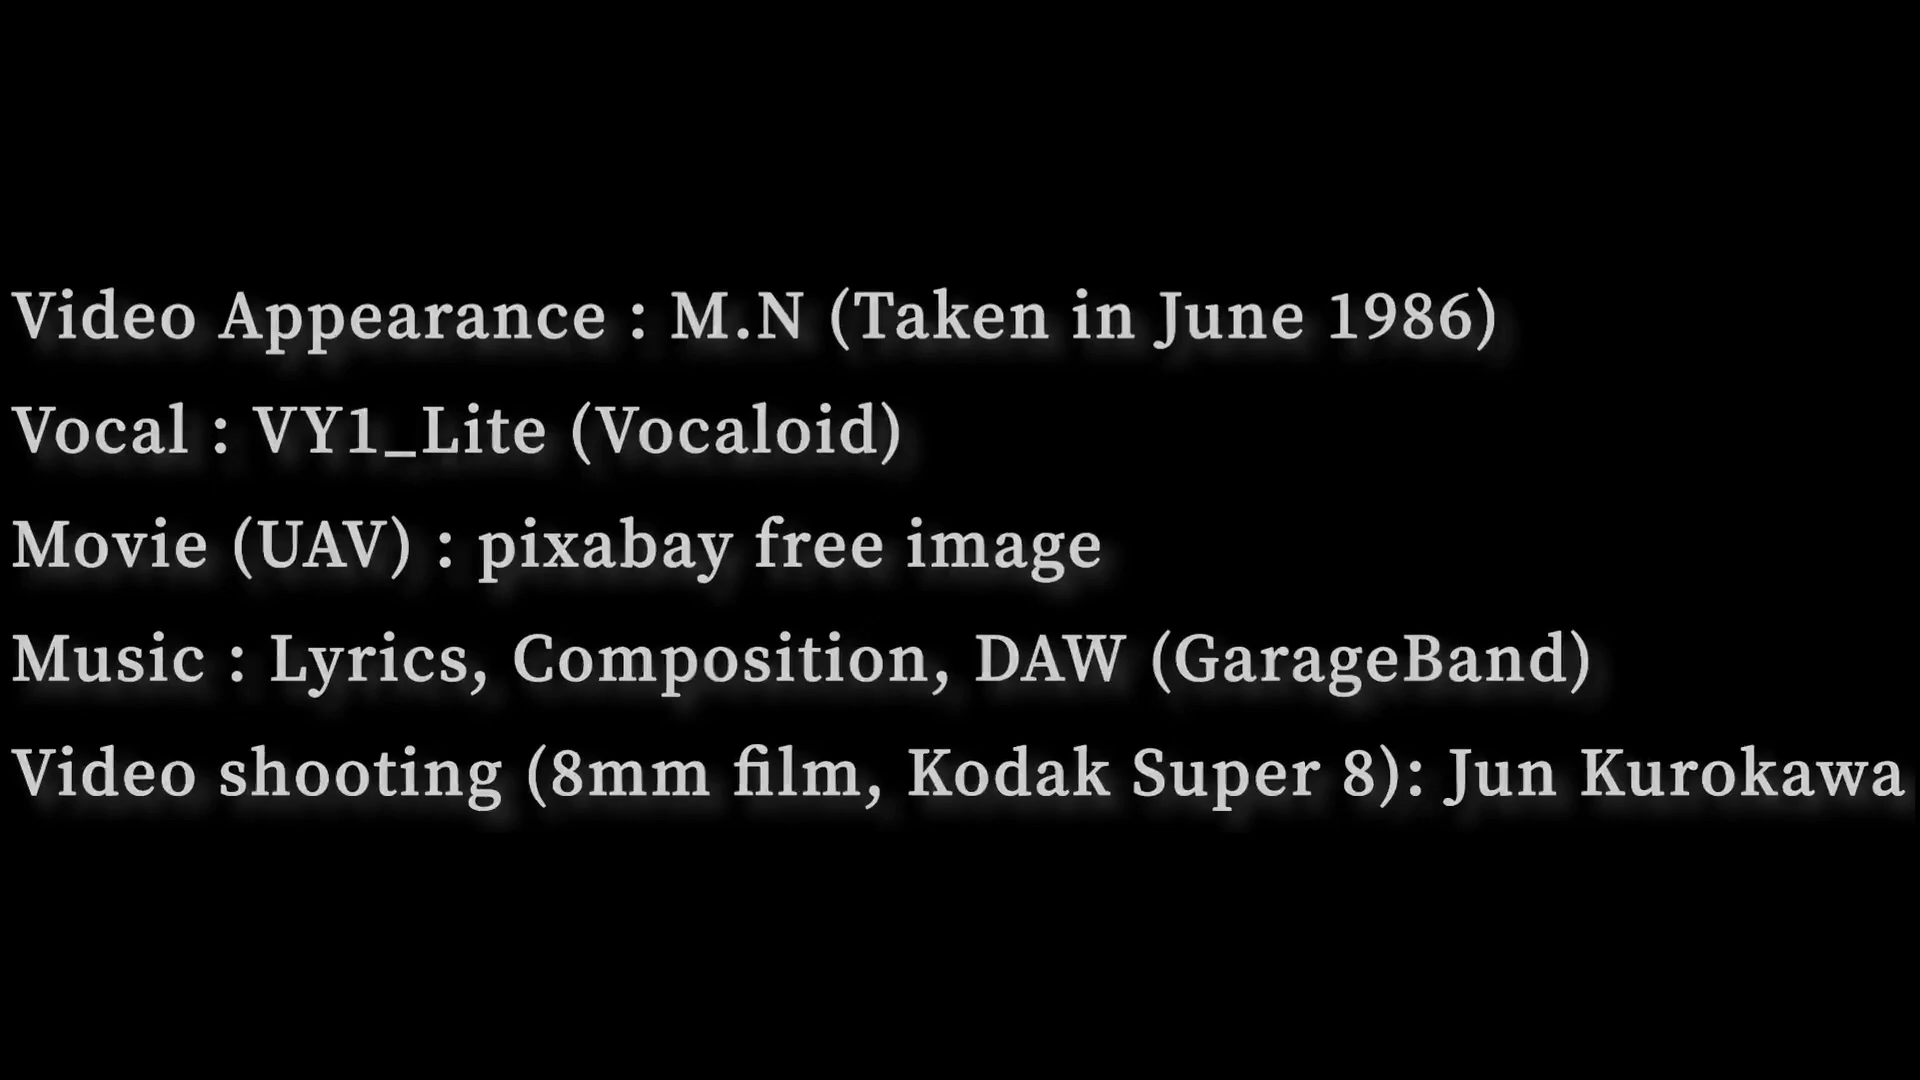 Video Appearance : M.N (Taken in June 1986)
Vocal : VY1_Lite (Vocaloid)
Movie (UAV) : pixabay free image
Music : Lyrics, Composition, DAW (GarageBand)
Video shooting (8mm film, Kodak Super 8): Jun Kurokawa